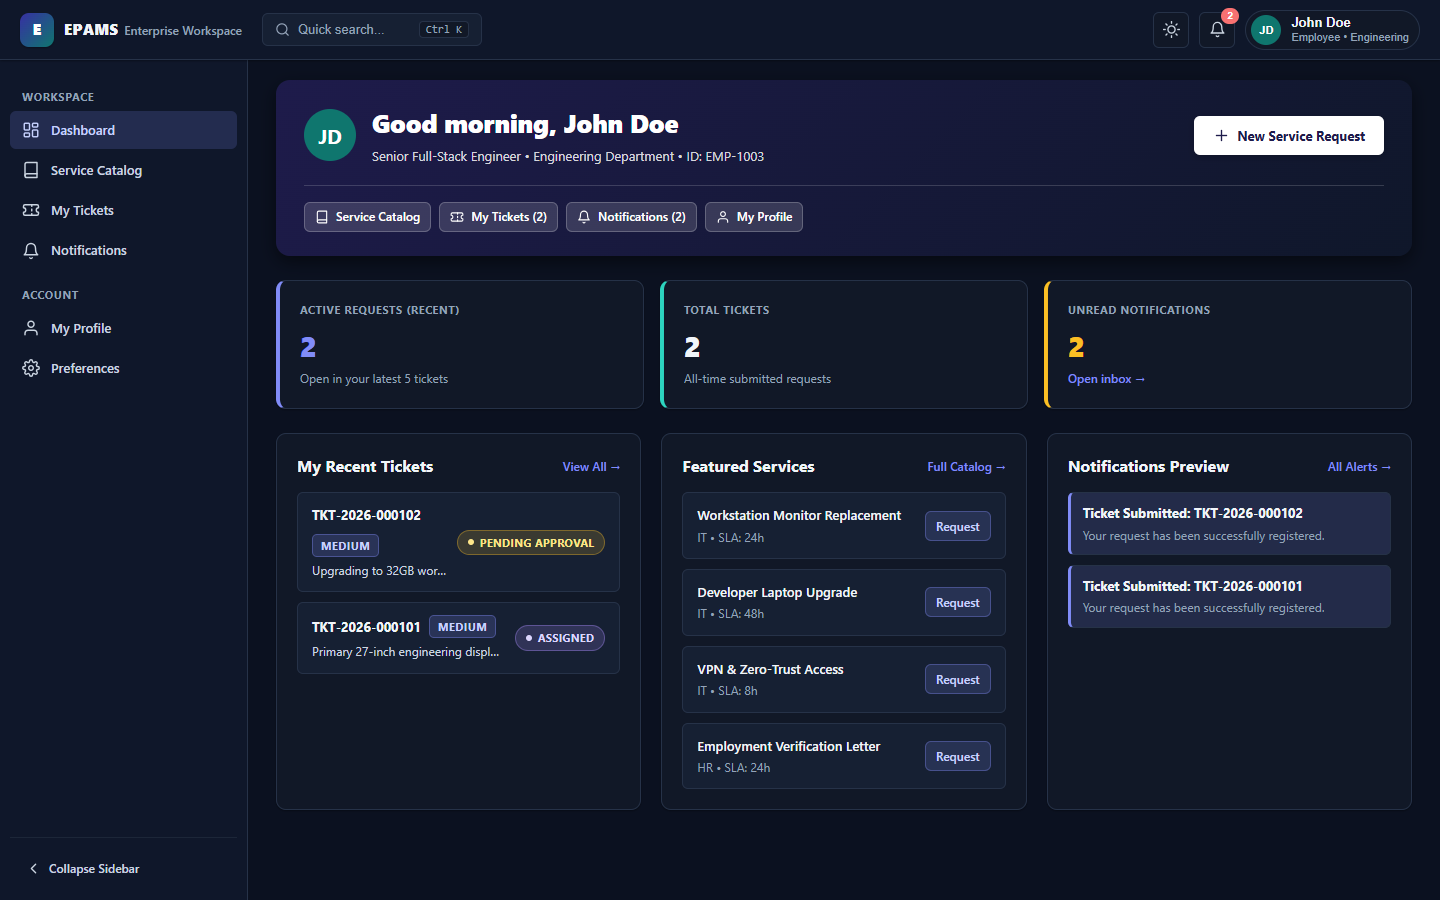 E EPAMS Enterprise Workspace
Quick search... Ctrl K
2
JD John Doe
Employee • Engineering
WORKSPACE
Dashboard
Service Catalog
My Tickets
Notifications
ACCOUNT
My Profile
Preferences
Collapse Sidebar
JD
Good morning, John Doe
Senior Full-Stack Engineer • Engineering Department • ID: EMP-1003
New Service Request
Service Catalog
My Tickets (2)
Notifications (2)
My Profile
ACTIVE REQUESTS (RECENT)
2
Open in your latest 5 tickets
TOTAL TICKETS
2
All-time submitted requests
UNREAD NOTIFICATIONS
2
Open inbox →
My Recent Tickets
View All →
TKT-2026-000102
MEDIUM
PENDING APPROVAL
Upgrading to 32GB wor...
TKT-2026-000101
MEDIUM
ASSIGNED
Primary 27-inch engineering displ...
Featured Services
Full Catalog →
Workstation Monitor Replacement
IT • SLA: 24h
Request
Developer Laptop Upgrade
IT • SLA: 48h
Request
VPN & Zero-Trust Access
IT • SLA: 8h
Request
Employment Verification Letter
HR • SLA: 24h
Request
Notifications Preview
All Alerts →
Ticket Submitted: TKT-2026-000102
Your request has been successfully registered.
Ticket Submitted: TKT-2026-000101
Your request has been successfully registered.